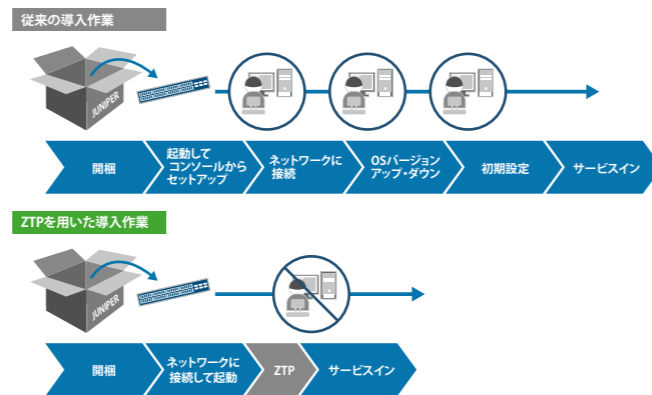 従来の導入作業
JUNIPER
開梱
起動して
コンソールから
セットアップ
ネットワークに
接続
OSバージョン
アップ・ダウン
初期設定
サービスイン
ZTPを用いた導入作業
JUNIPER
開梱
ネットワークに
接続して起動
ZTP
サービスイン